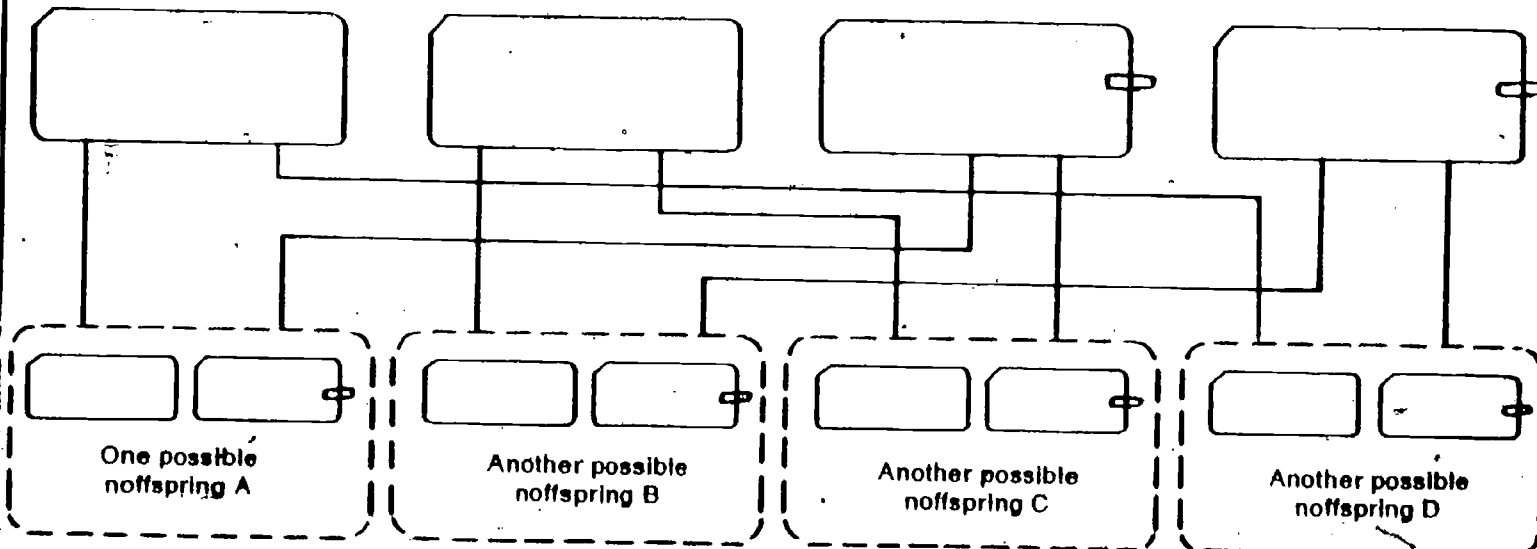 One possible
noffspring A
Another possible
noffspring B
Another possible
noffspring C
Another possible
noffspring D